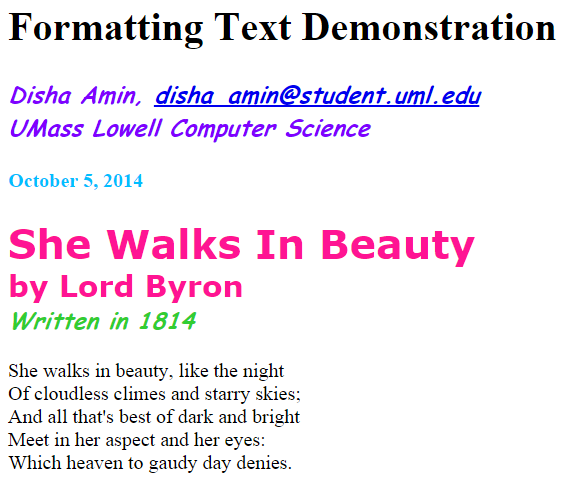 Formatting Text Demonstration
Disha Amin, disha_amin@student.uml.edu
UMass Lowell Computer Science
October 5, 2014
She Walks In Beauty
by Lord Byron
Written in 1814
She walks in beauty, like the night
Of cloudless climes and starry skies;
And all that's best of dark and bright
Meet in her aspect and her eyes:
Which heaven to gaudy day denies.